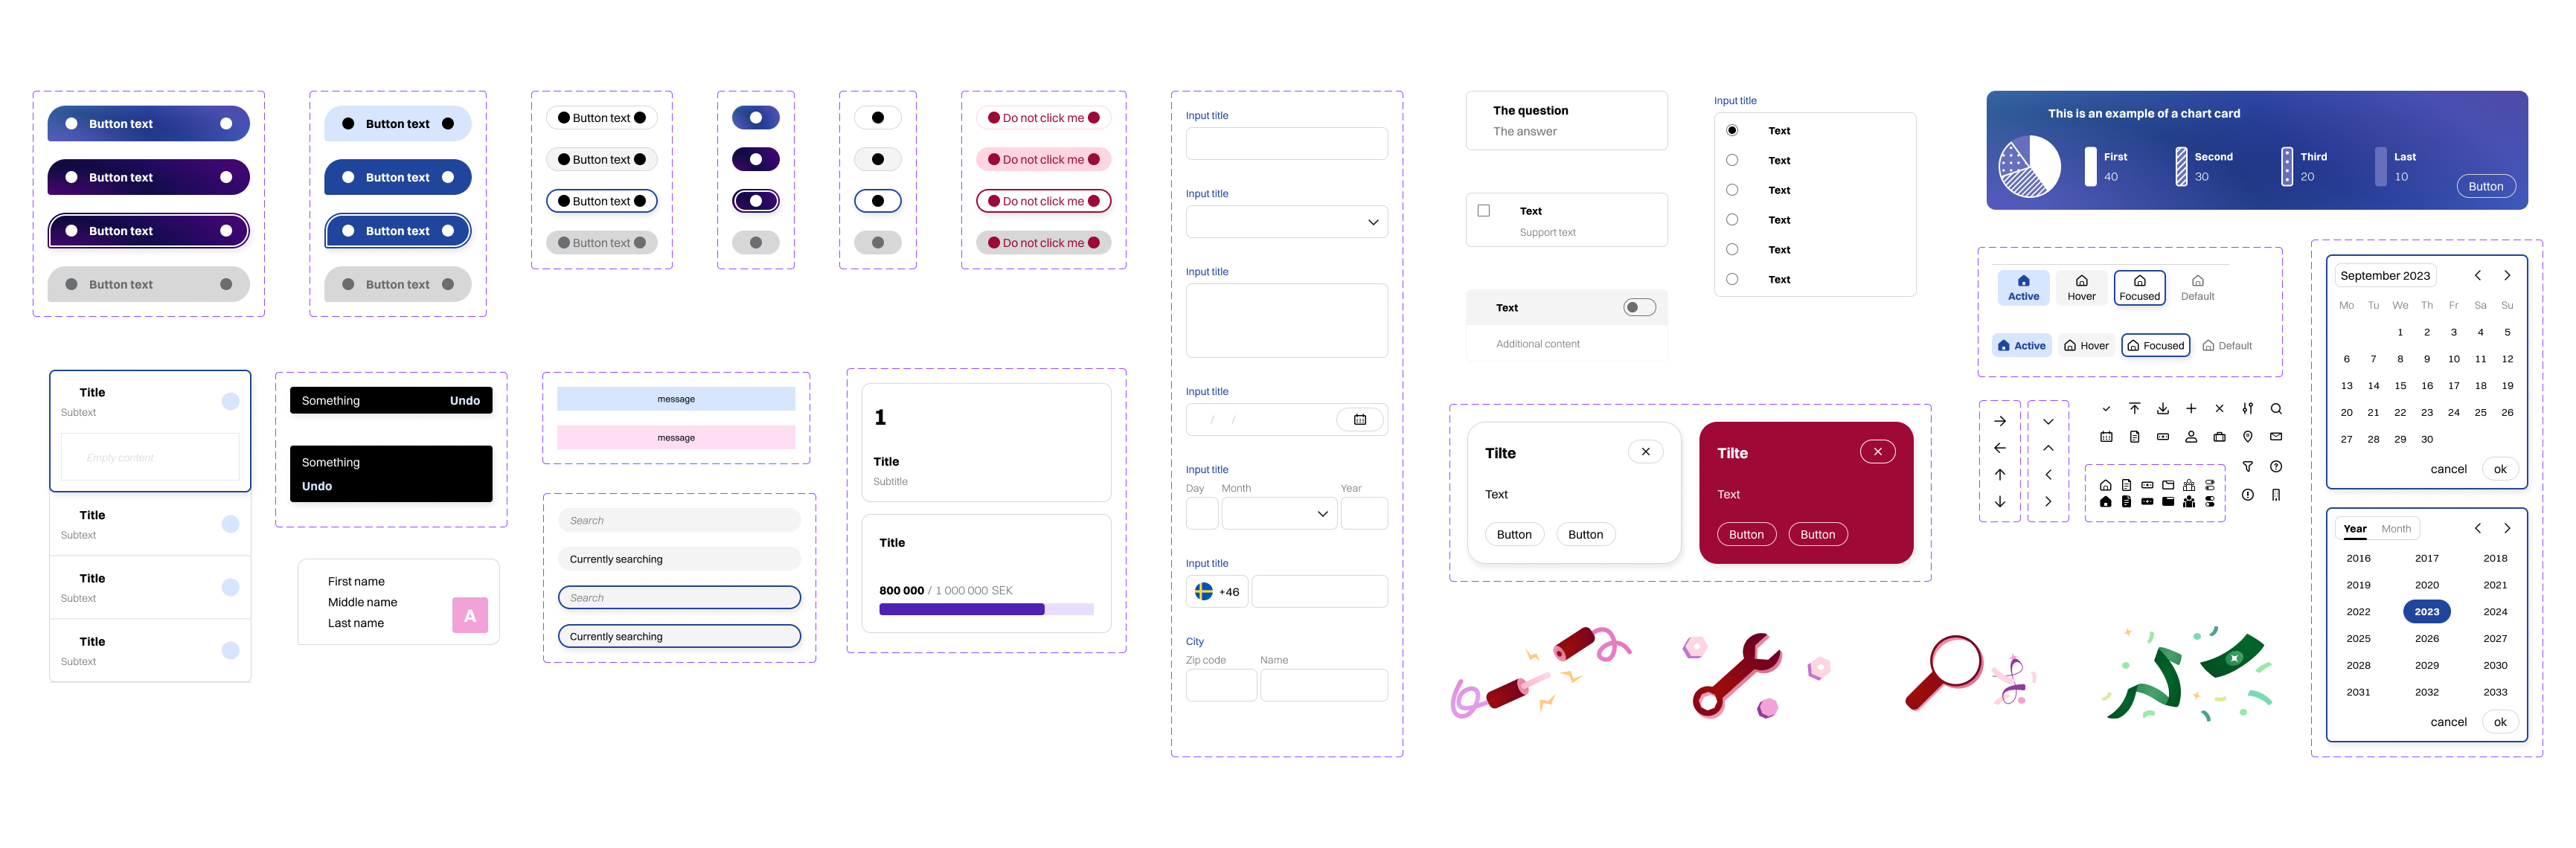 Button text
Button text
Button text
Button text
Button text
Button text
Button text
Button text
Button text
Button text
Button text
Button text
Do not click me
Do not click me
Do not click me
Do not click me
Title
Subtext
Empty content
Title
Subtext
Title
Subtext
Title
Subtext
Something Undo
Something
Undo
First name
Middle name
Last name
A
message
message
Search
Currently searching
Search
Currently searching
1
Title
Subtitle
Title
800 000 / 1 000 000 SEK
Input title
Input title
Input title
Input title
/ /
Input title
Day Month Year
Input title
+46
City
Zip code Name
The question
The answer
Text
Support text
Text
Additional content
Input title
Text
Text
Text
Text
Text
Text
Tilte
Text
Button Button
Tilte
Text
Button Button
This is an example of a chart card
First Second Third Last
40 30 20 10
Button
Active Hover Focused Default
Active Hover Focused Default
September 2023
Mo Tu We Th Fr Sa Su
1 2 3 4 5
6 7 8 9 10 11 12
13 14 15 16 17 18 19
20 21 22 23 24 25 26
27 28 29 30
cancel ok
Year Month
2016 2017 2018
2019 2020 2021
2022 2023 2024
2025 2026 2027
2028 2029 2030
2031 2032 2033
cancel ok